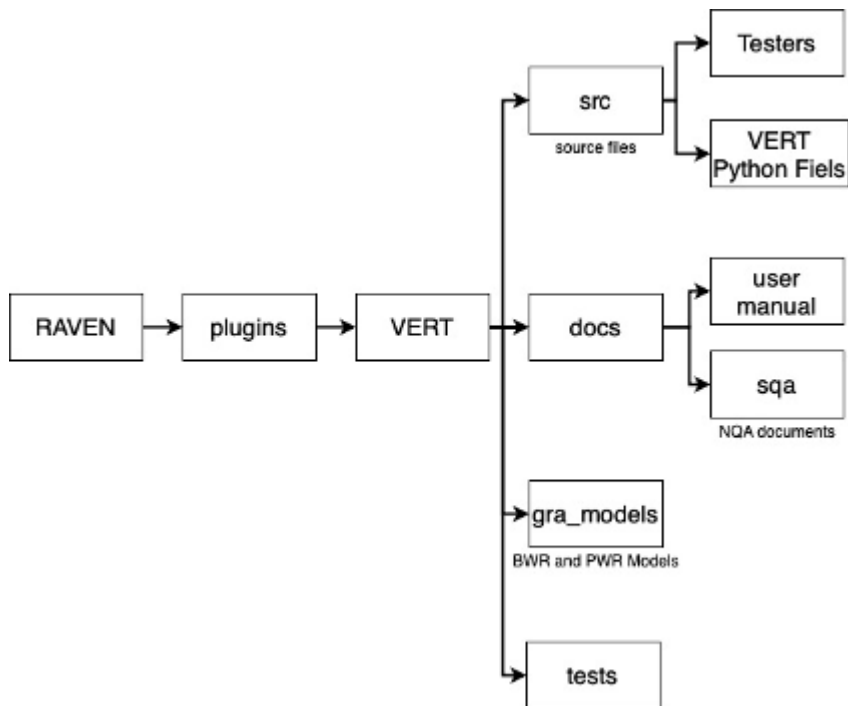 RAVEN
plugins
VERT
src
source files
Testers
VERT
Python Fiels
docs
user
manual
sqa
NQA documents
gra_models
BWR and PWR Models
tests